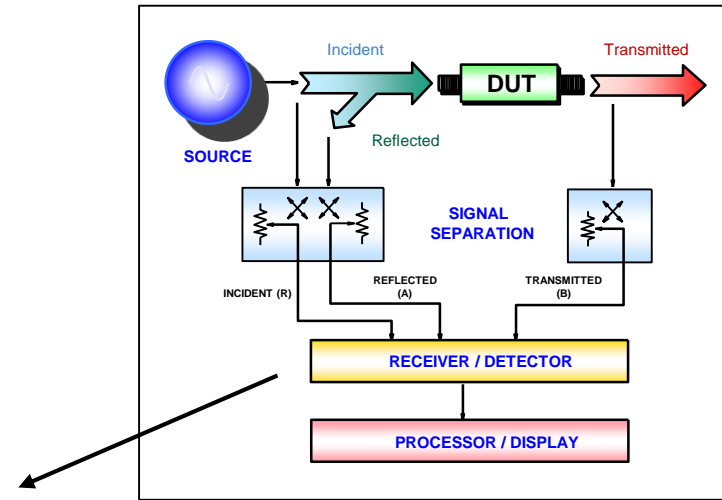 Incident
Transmitted
DUT
Reflected
SOURCE
SIGNAL
SEPARATION
INCIDENT (R)
REFLECTED
(A)
TRANSMITTED
(B)
RECEIVER / DETECTOR
PROCESSOR / DISPLAY